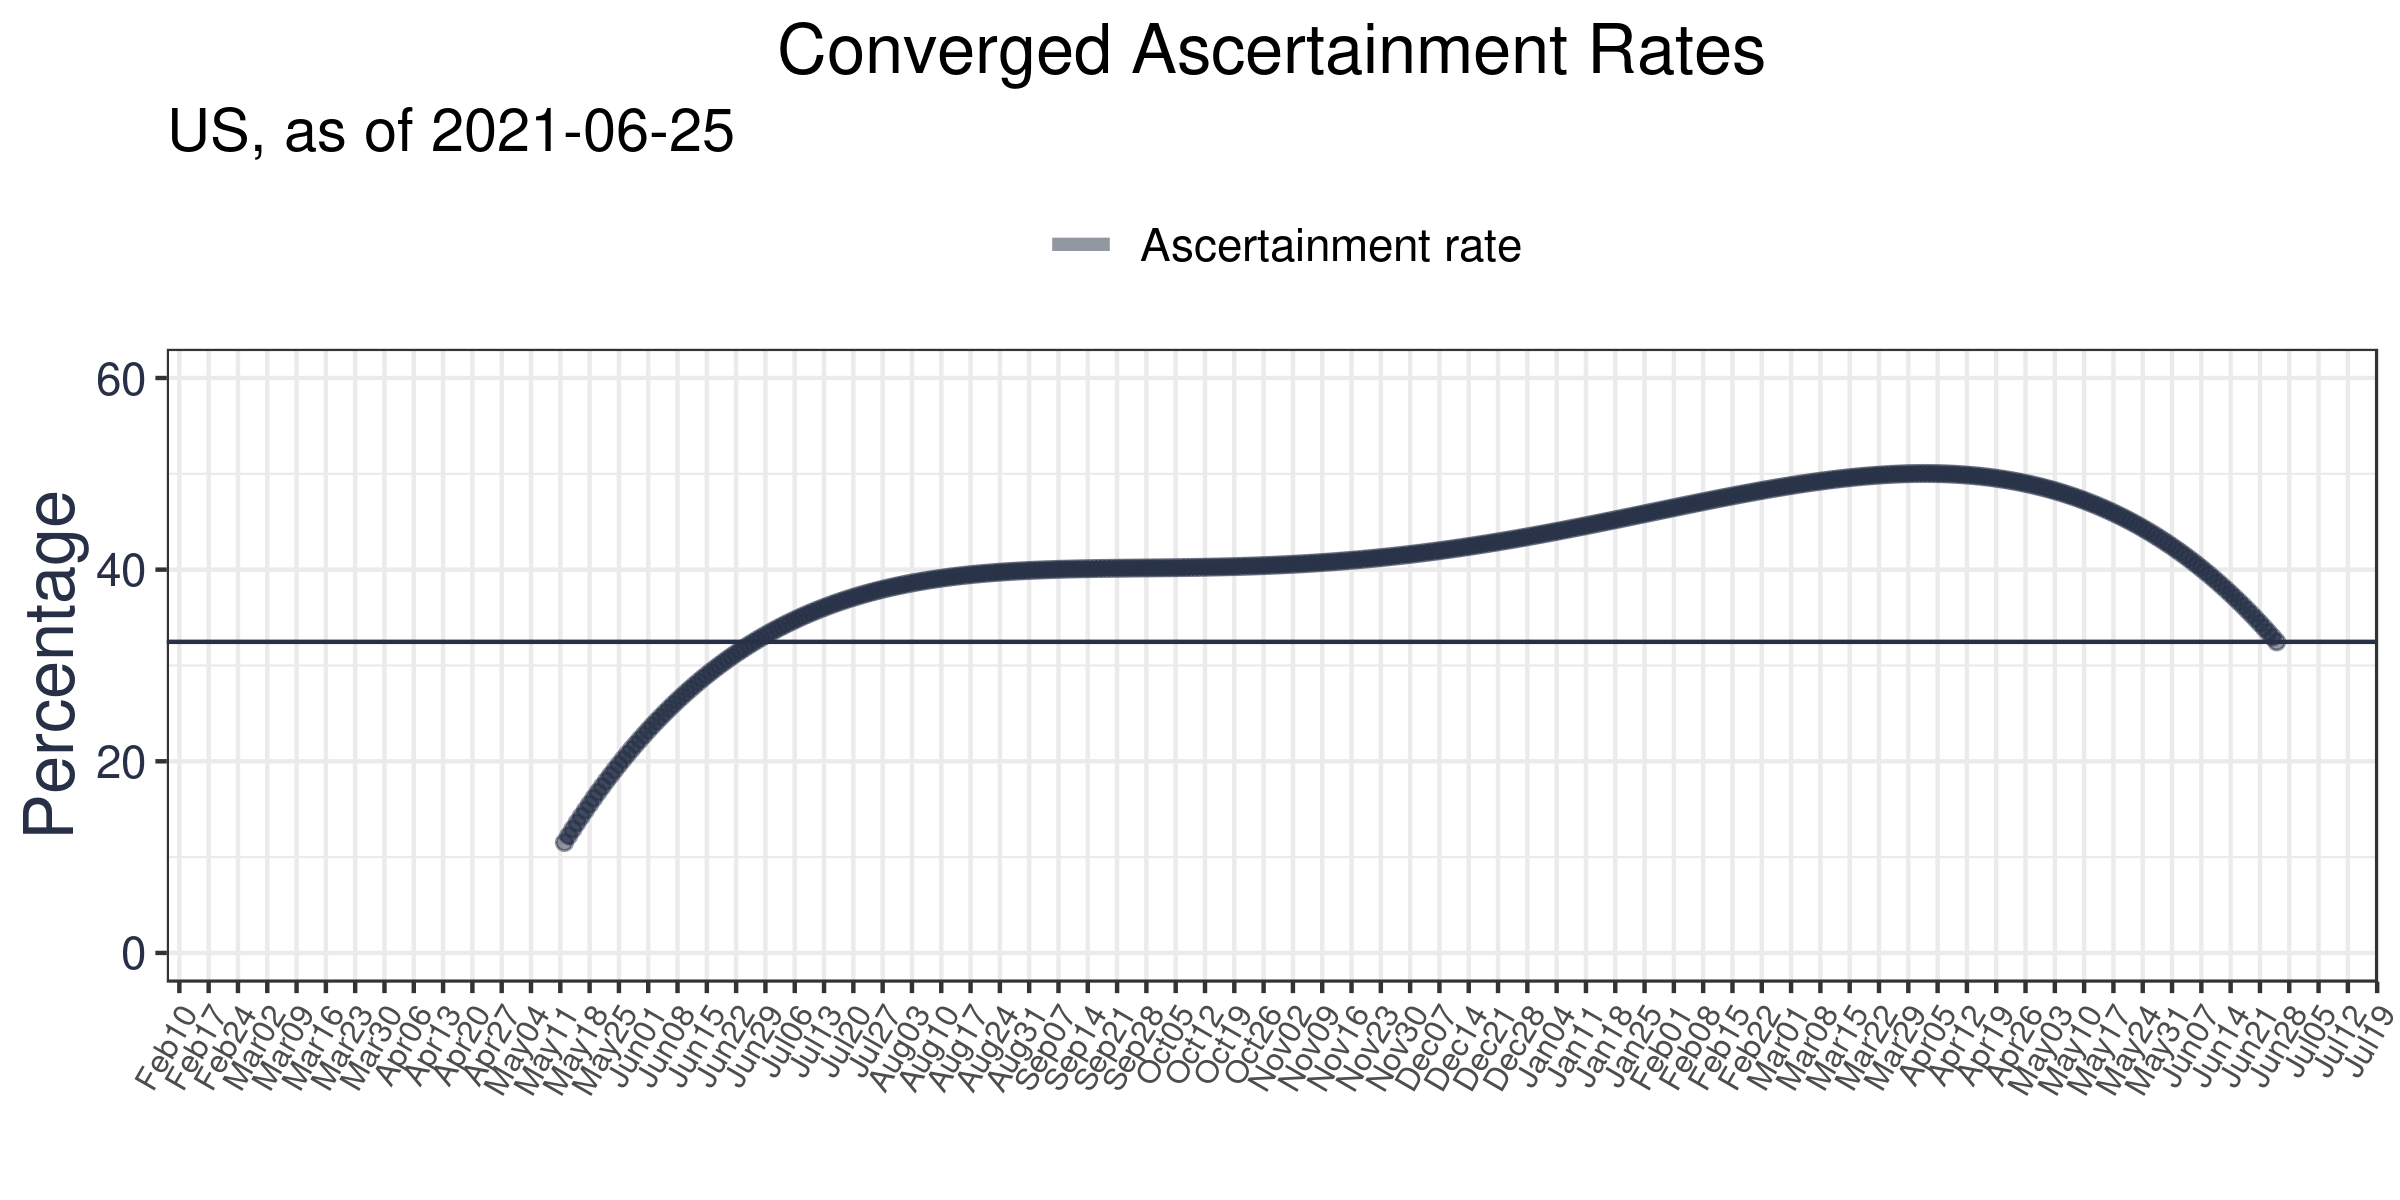 Converged Ascertainment Rates
US, as of 2021-06-25
Ascertainment rate
Percentage
60
40
20
0
Feb10
Feb17
Feb24
Mar02
Mar09
Mar16
Mar23
Mar30
Apr06
Apr13
Apr20
Apr27
May04
May11
May18
May25
Jun01
Jun08
Jun15
Jun22
Jun29
Jul06
Jul13
Jul20
Jul27
Aug03
Aug10
Aug17
Aug24
Aug31
Sep07
Sep14
Sep21
Sep28
Oct05
Oct12
Oct19
Oct26
Nov02
Nov09
Nov16
Nov23
Nov30
Dec07
Dec14
Dec21
Dec28
Jan04
Jan11
Jan18
Jan25
Feb01
Feb08
Feb15
Feb22
Mar01
Mar08
Mar15
Mar22
Mar29
Apr05
Apr12
Apr19
Apr26
May03
May10
May17
May24
May31
Jun07
Jun14
Jun21
Jun28
Jul05
Jul12
Jul19